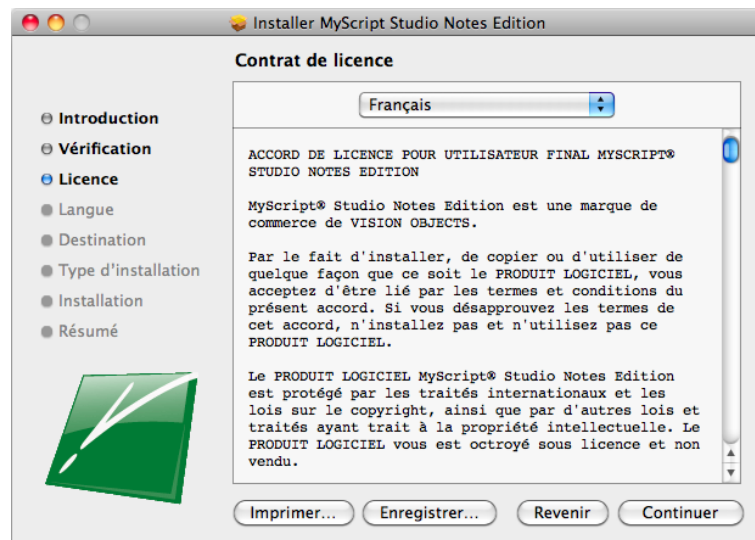 Installer MyScript Studio Notes Edition
Contrat de licence
Français
Introduction
Vérification
Licence
Langue
Destination
Type d'installation
Installation
Résumé
ACCORD DE LICENCE POUR UTILISATEUR FINAL MYSCRIPT®
STUDIO NOTES EDITION
MyScript® Studio Notes Edition est une marque de
commerce de VISION OBJECTS.
Par le fait d'installer, de copier ou d'utiliser de
quelque façon que ce soit le PRODUIT LOGICIEL, vous
acceptez d'être lié par les termes et conditions du
présent accord. Si vous désapprouvez les termes de
cet accord, n'installez pas et n'utilisez pas ce
PRODUIT LOGICIEL.
Le PRODUIT LOGICIEL MyScript® Studio Notes Edition
est protégé par les traités internationaux et les
lois sur le copyright, ainsi que par d'autres lois et
traités ayant trait à la propriété intellectuelle. Le
PRODUIT LOGICIEL vous est octroyé sous licence et non
vendu.
Imprimer... Enregistrer... Revenir Continuer